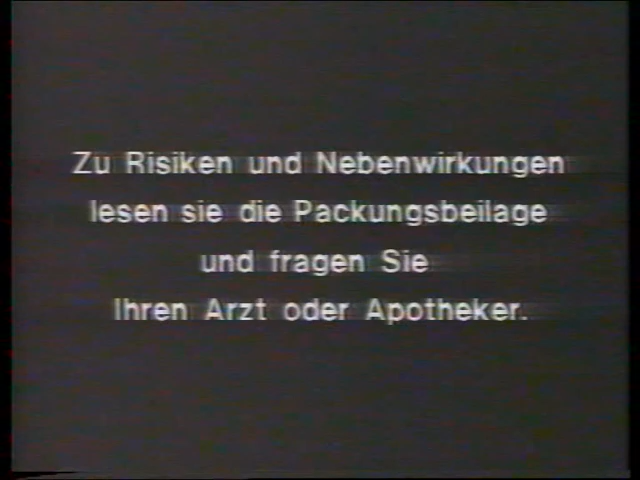 Zu Risiken und Nebenwirkungen
lesen sie die Packungsbeilage
und fragen Sie
Ihren Arzt oder Apotheker.